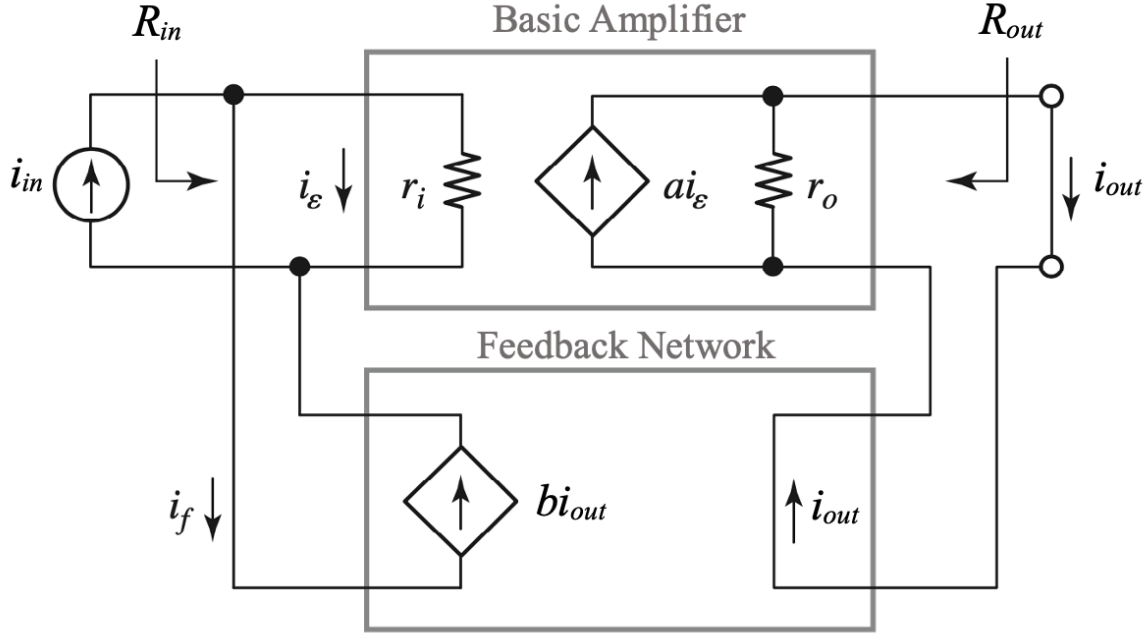 Basic Amplifier
R_in
R_out
i_in
i_ε
r_i
ai_ε
r_o
i_out
Feedback Network
i_f
bi_out
i_out